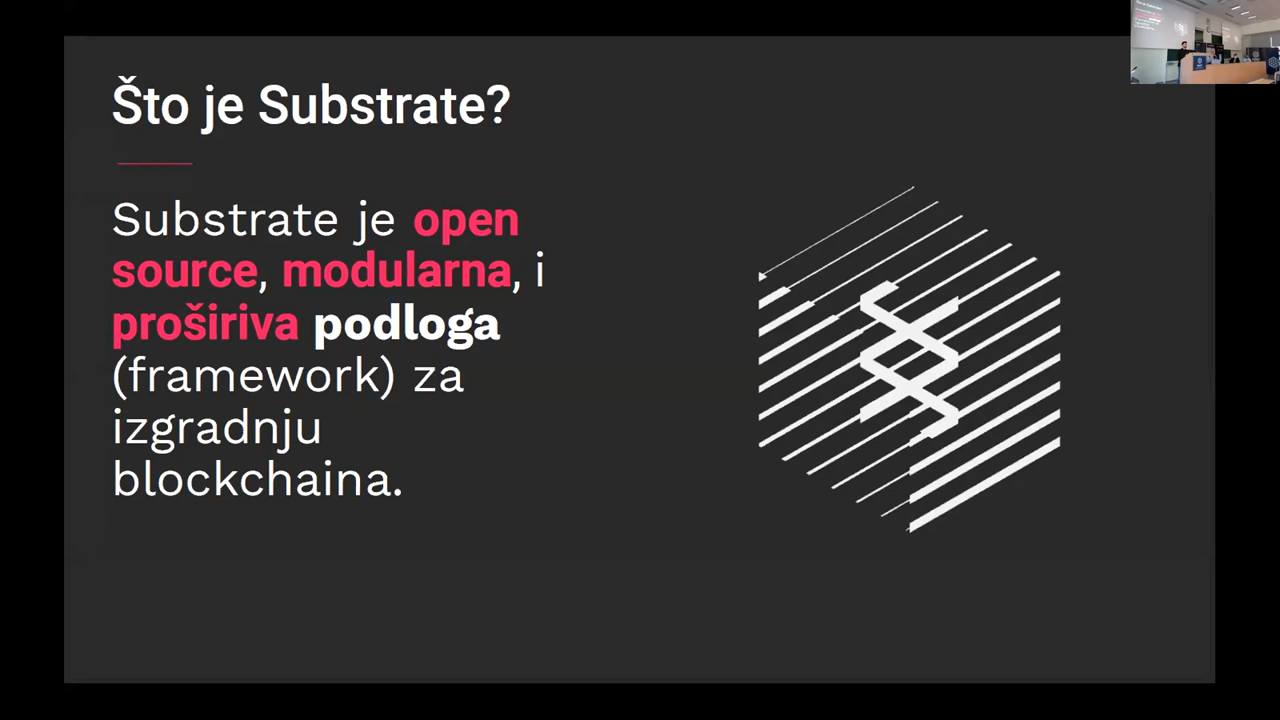 Što je Substrate?
Substrate je open
source, modularna, i
proširiva podloga
(framework) za
izgradnju
blockchaina.